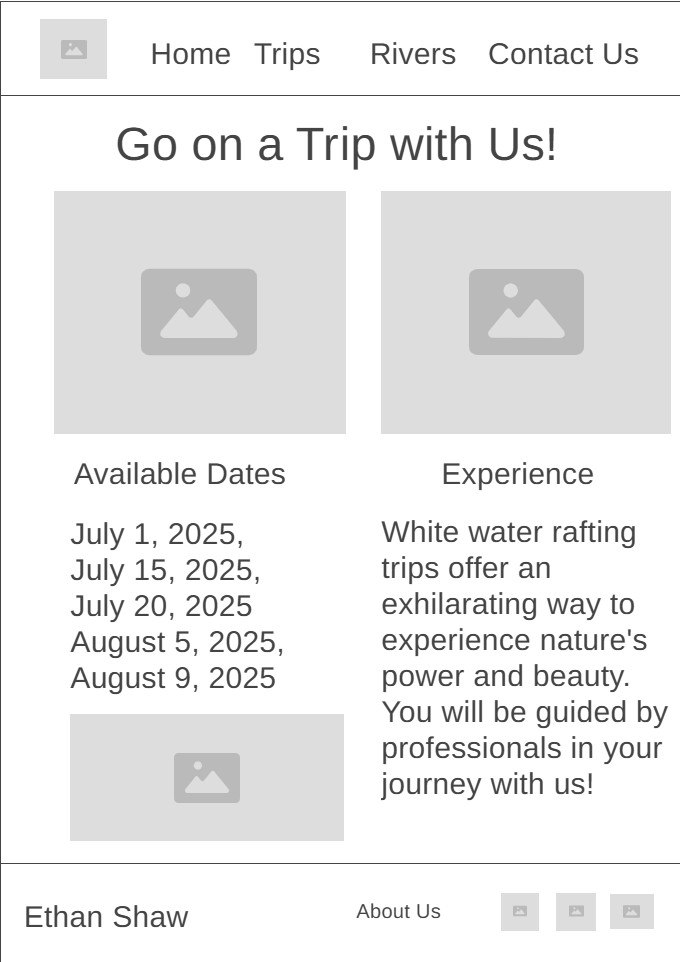 Home Trips Rivers Contact Us
Go on a Trip with Us!
Available Dates
July 1, 2025,
July 15, 2025,
July 20, 2025
August 5, 2025,
August 9, 2025
Experience
White water rafting
trips offer an
exhilarating way to
experience nature's
power and beauty.
You will be guided by
professionals in your
journey with us!
Ethan Shaw
About Us